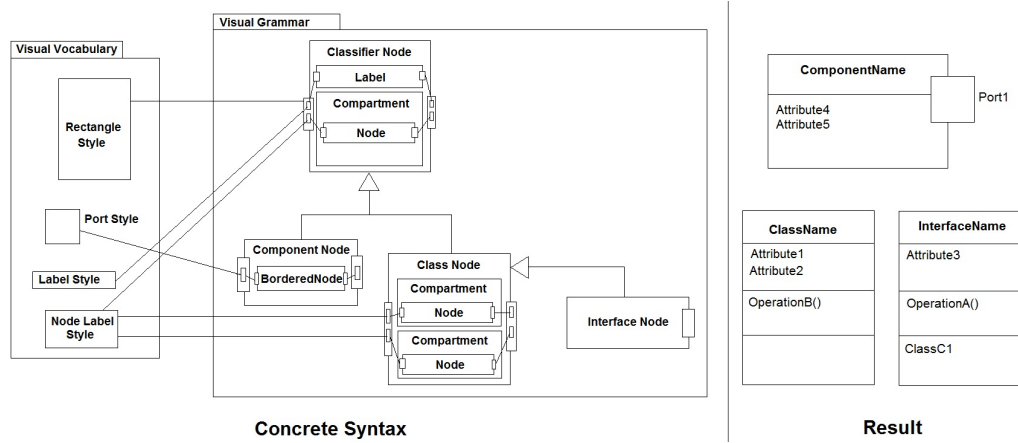 Visual Vocabulary
Rectangle
Style
Port Style
Label Style
Node Label
Style
Visual Grammar
Classifier Node
Label
Compartment
Node
Component Node
BorderedNode
Class Node
Compartment
Node
Compartment
Node
Interface Node
Concrete Syntax
ComponentName
Attribute4
Attribute5
Port1
ClassName
Attribute1
Attribute2
OperationB()
InterfaceName
Attribute3
OperationA()
ClassC1
Result